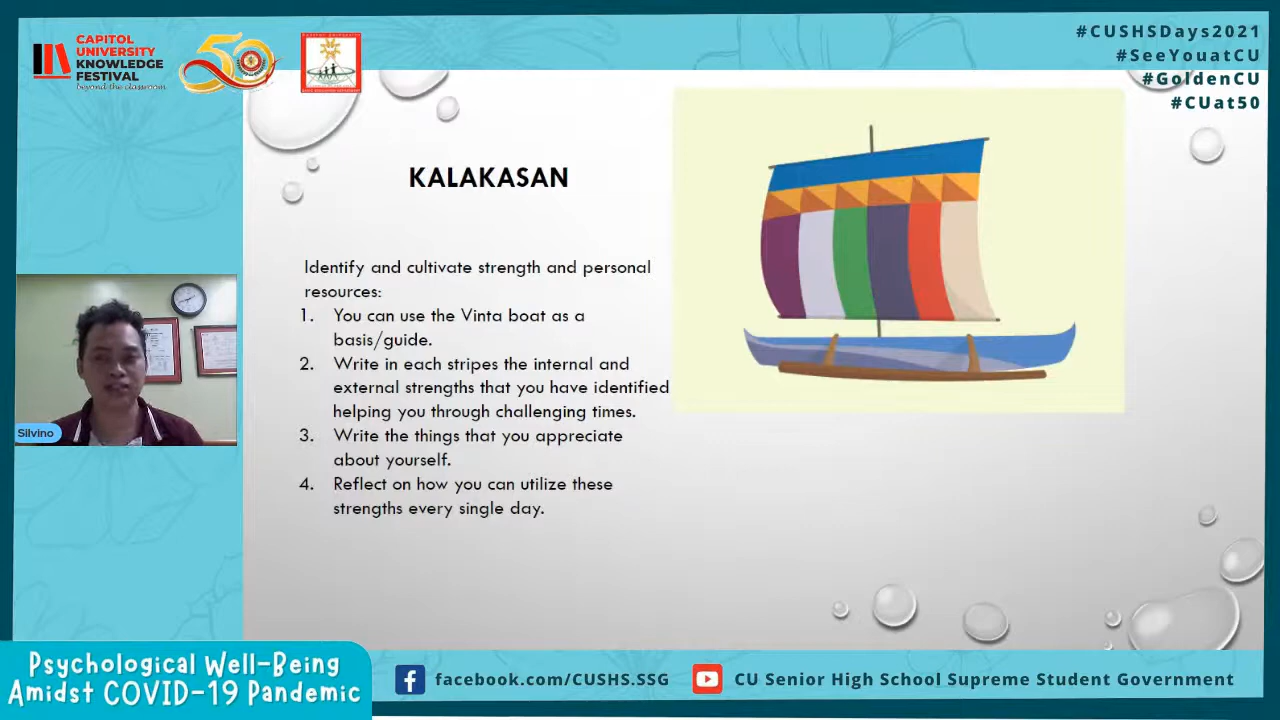 CAPITOL
UNIVERSITY
KNOWLEDGE
FESTIVAL
beyond the classroom
50
#CUSHSDays2021
#SeeYouatCU
#GoldenCU
#CUat50
KALAKASAN
Identify and cultivate strength and personal
resources:
1. You can use the Vinta boat as a
basis/guide.
2. Write in each stripes the internal and
external strengths that you have identified
helping you through challenging times.
3. Write the things that you appreciate
about yourself.
4. Reflect on how you can utilize these
strengths every single day.
Silvino
Psychological Well-Being
Amidst COVID-19 Pandemic
facebook.com/CUSHS.SSG
CU Senior High School Supreme Student Government